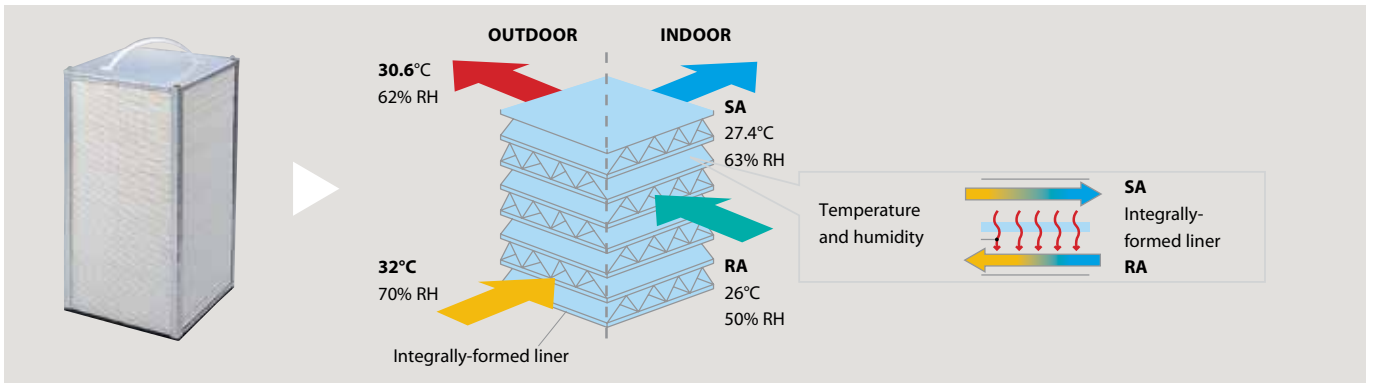 OUTDOOR
INDOOR
30.6°C
62% RH
SA
27.4°C
63% RH
32°C
70% RH
RA
26°C
50% RH
Integrally-formed liner
Temperature
and humidity
SA
Integrally-
formed liner
RA